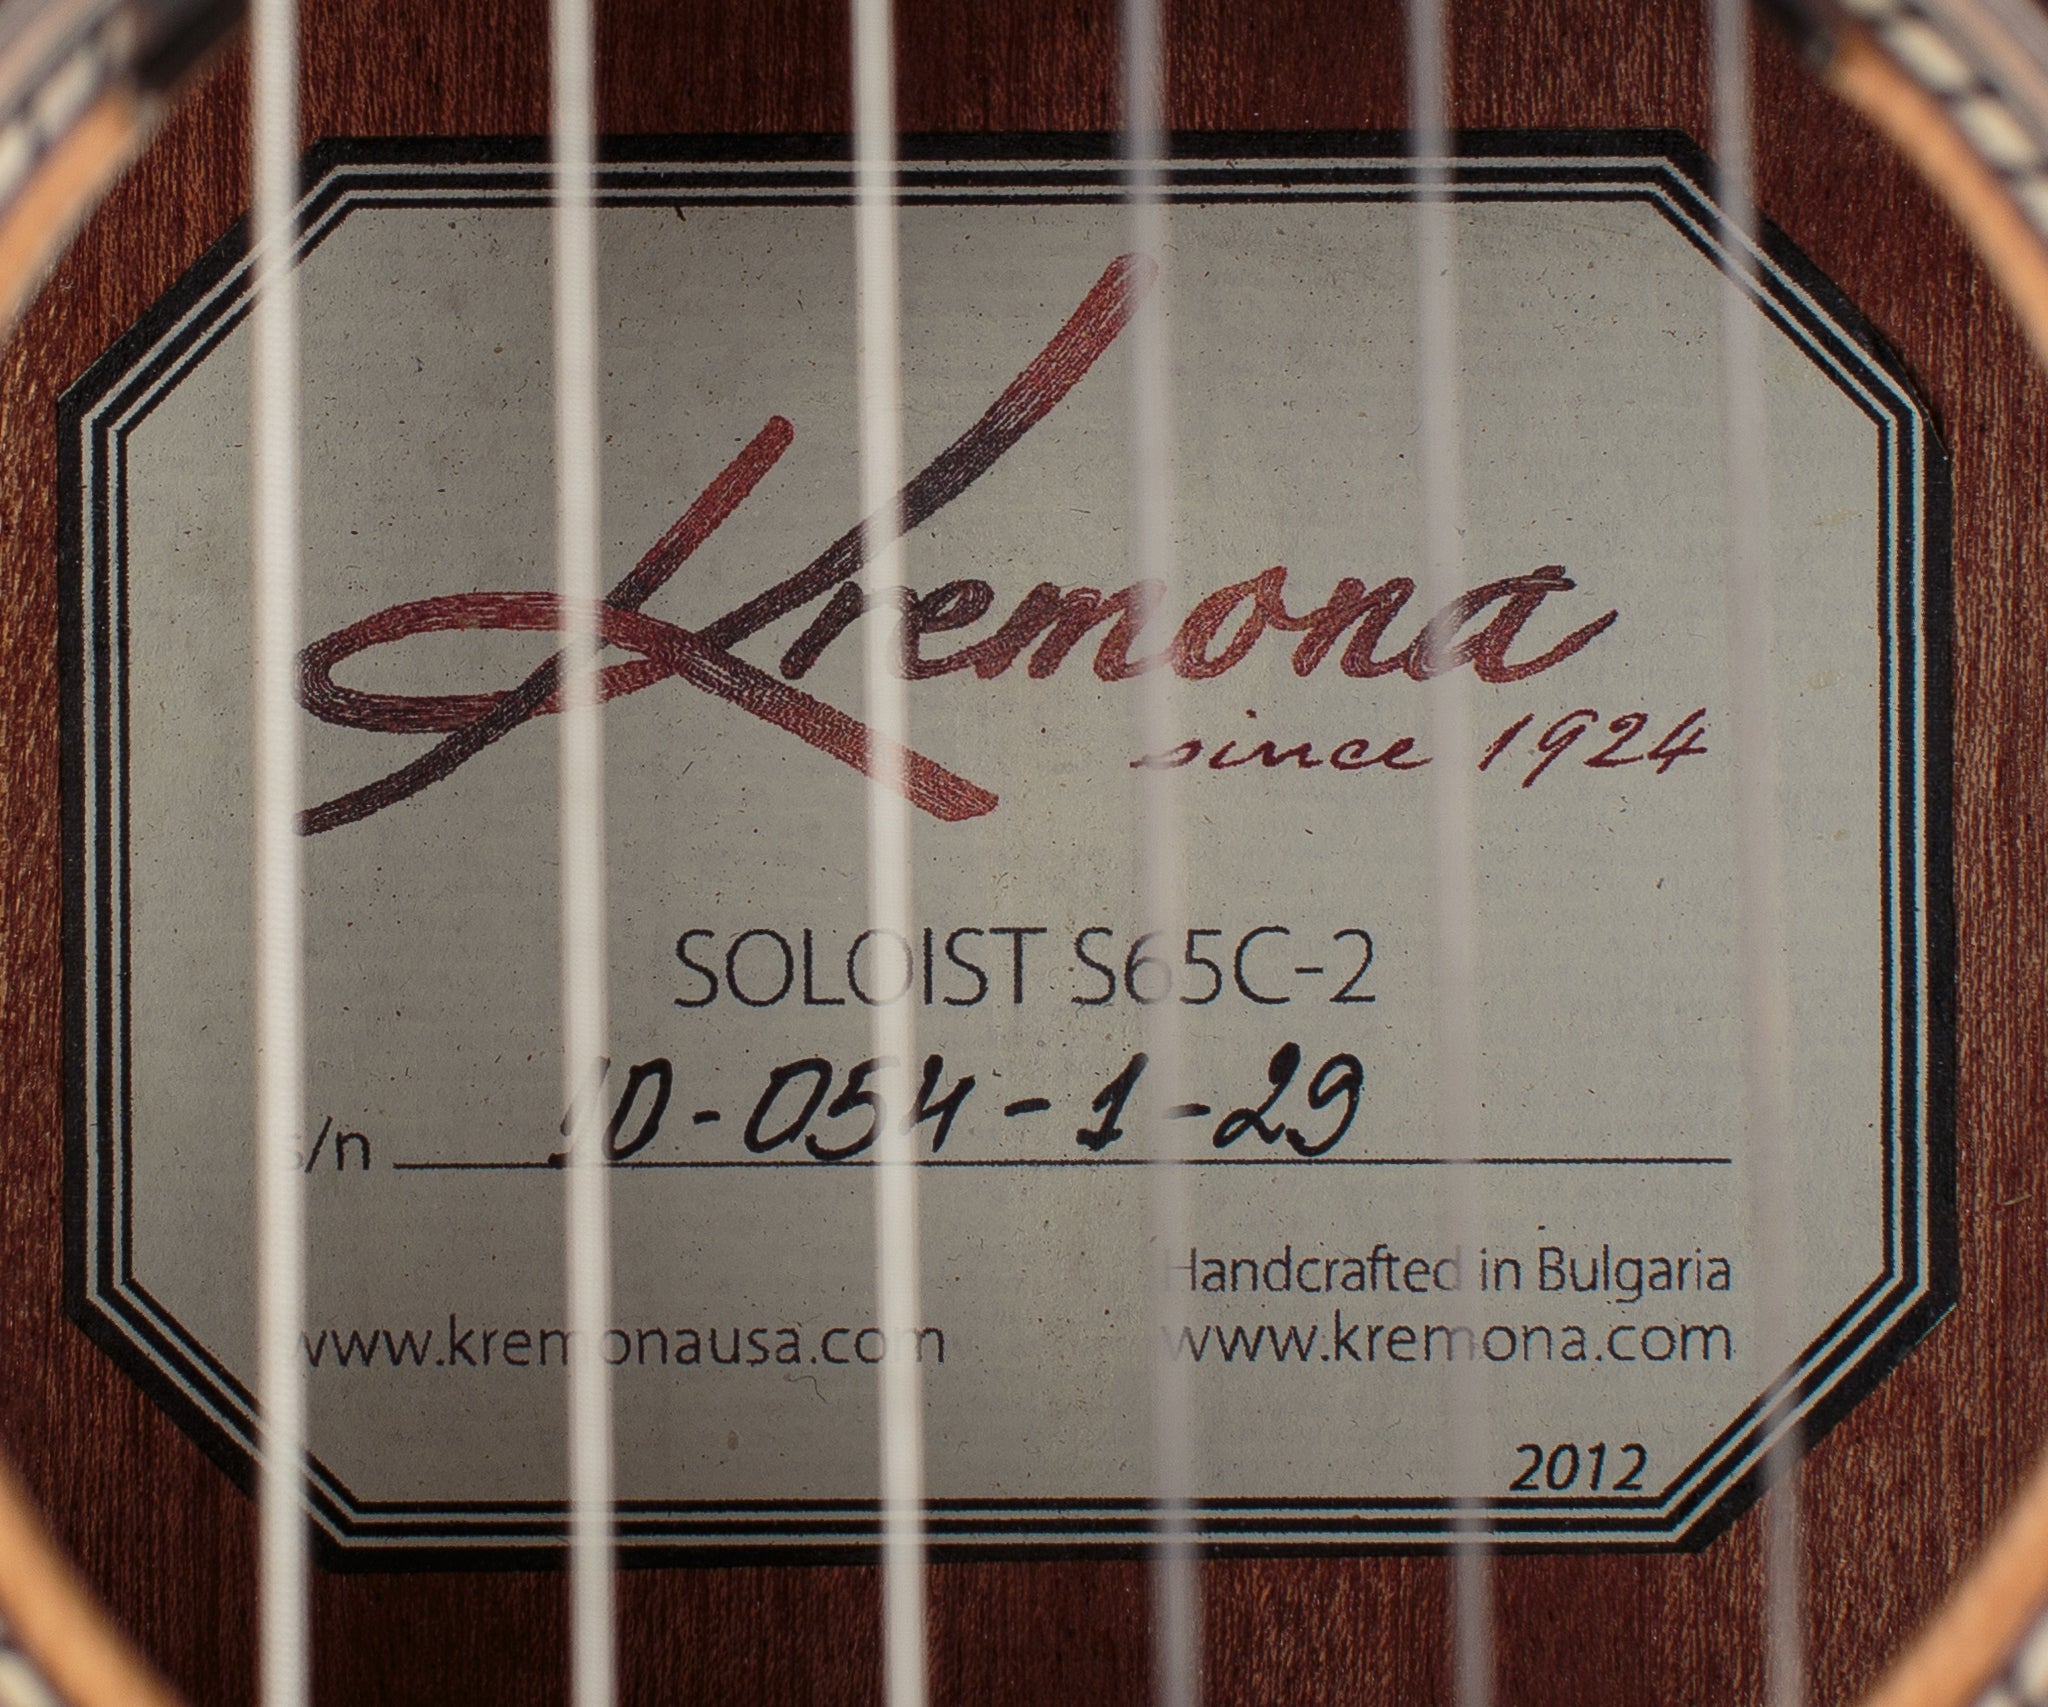 Kremona
since 1924
SOLOIST S65C-2
s/n 10-054-1-29
Handcrafted in Bulgaria
www.kremonausa.com www.kremona.com
2012